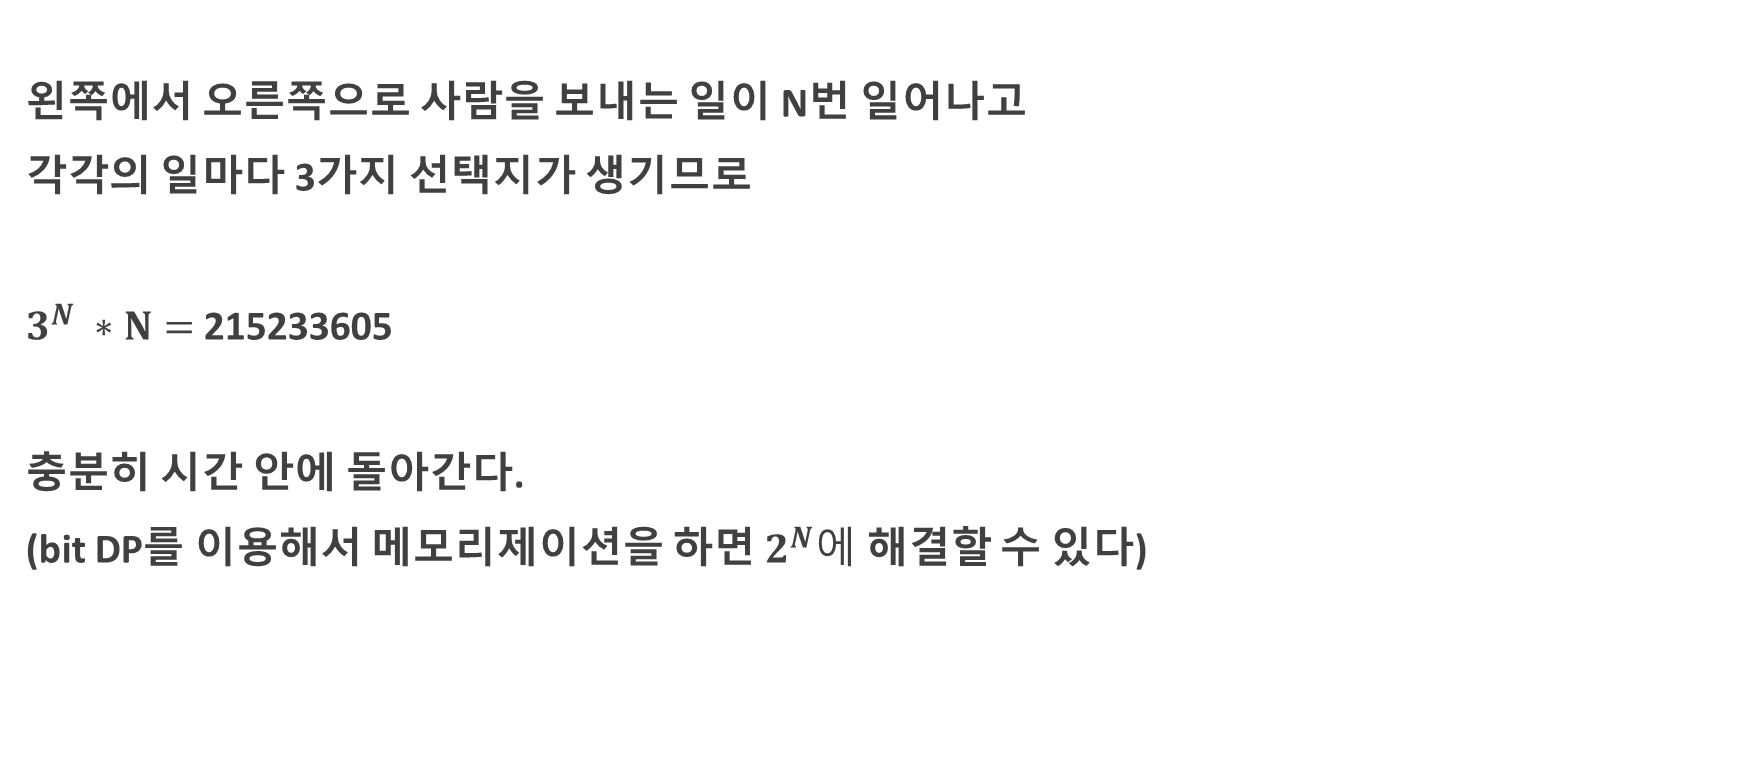 왼쪽에서 오른쪽으로 사람을 보내는 일이 N번 일어나고
각각의 일마다 3가지 선택지가 생기므로
3^N * N = 215233605
충분히 시간 안에 돌아간다.
(bit DP를 이용해서 메모리제이션을 하면 2^N에 해결할 수 있다)